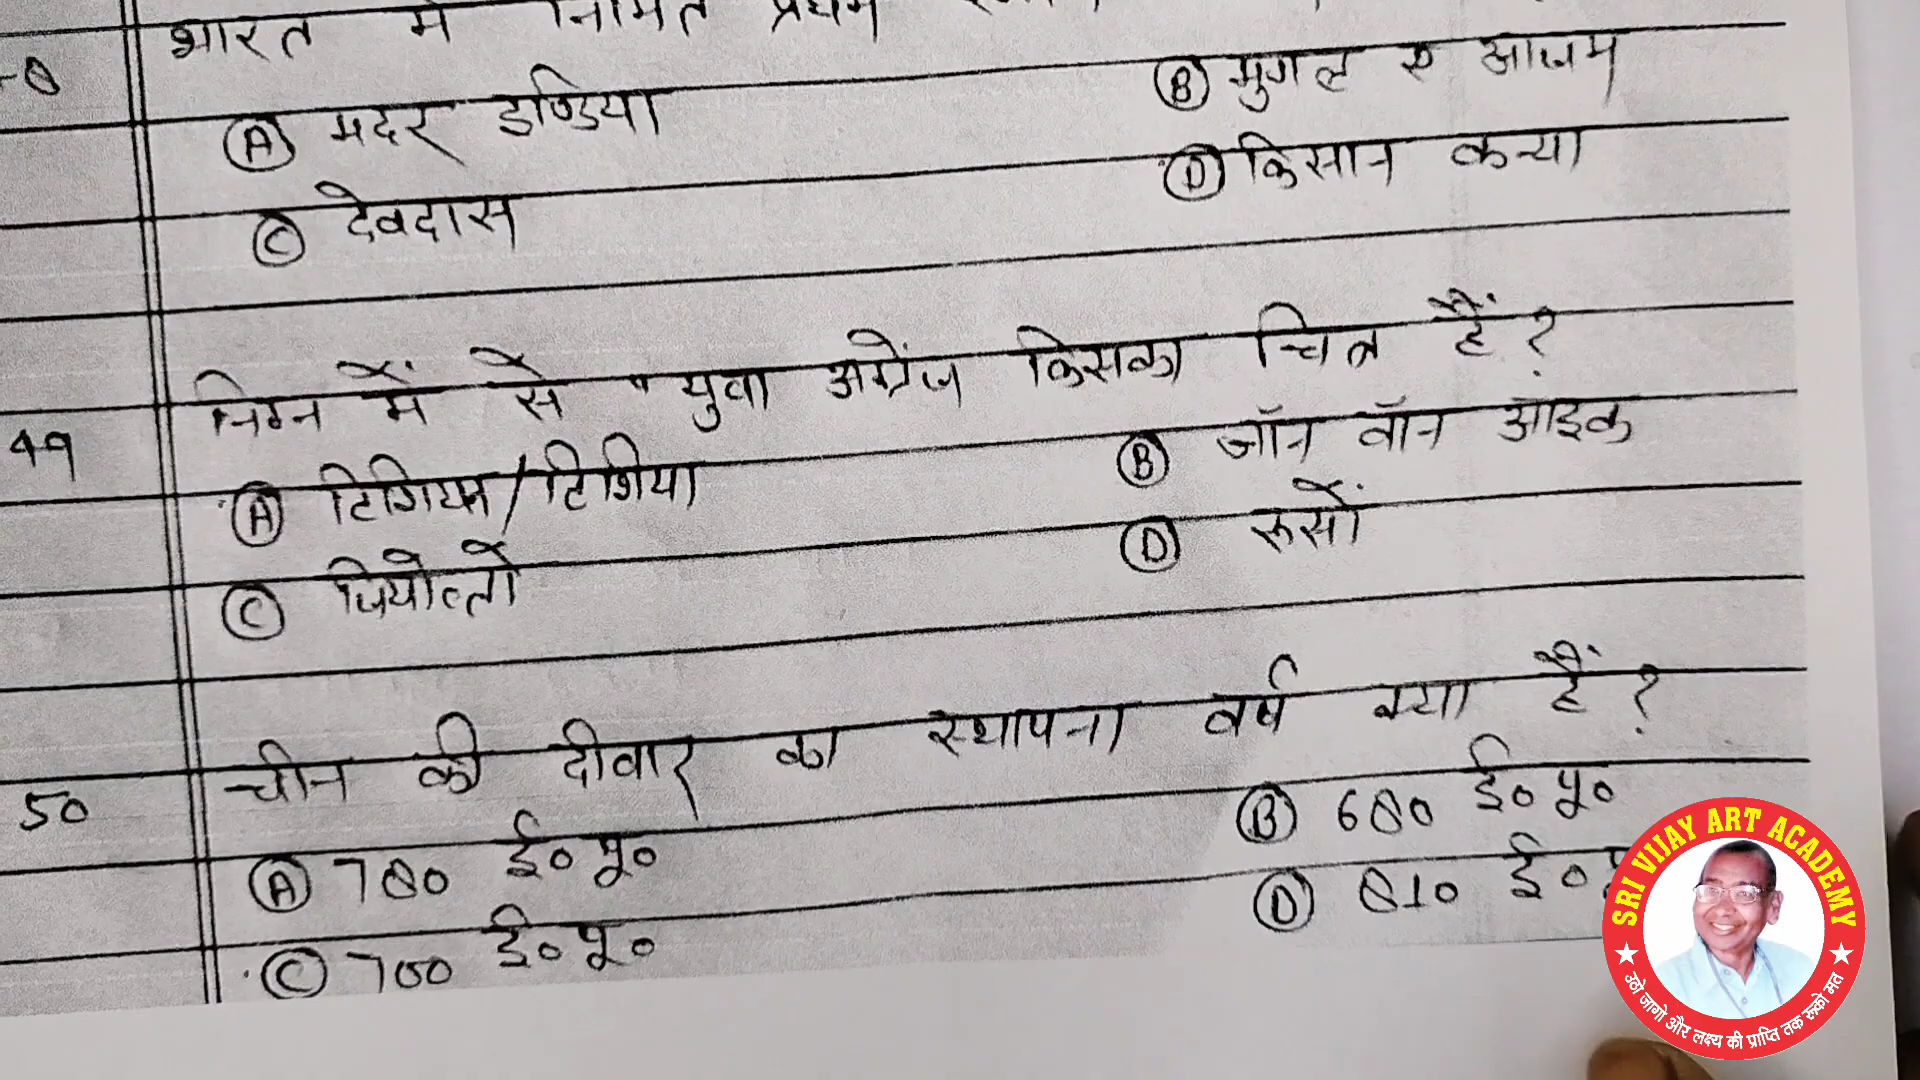 भारत में निर्मित प्रथम
8
Ⓐ मदर इण्डिया Ⓑ मुगल ए आजम
Ⓒ देवदास Ⓓ किसान कन्या
49 निम्न में से "युवा अंग्रेज किसका चित्र हैं?
Ⓐ टिशियन/टिशिया Ⓑ जॉन वॉन आइक
Ⓒ जियोत्तो Ⓓ रूसों
50 चीन की दीवार का स्थापना वर्ष क्या हैं?
Ⓐ 780 ई० पू० Ⓑ 680 ई० पू०
Ⓒ 700 ई० पू० Ⓓ 810 ई०
SRI VIJAY ART ACADEMY
उठो जागो और लक्ष्य की प्राप्ति तक रूको मत